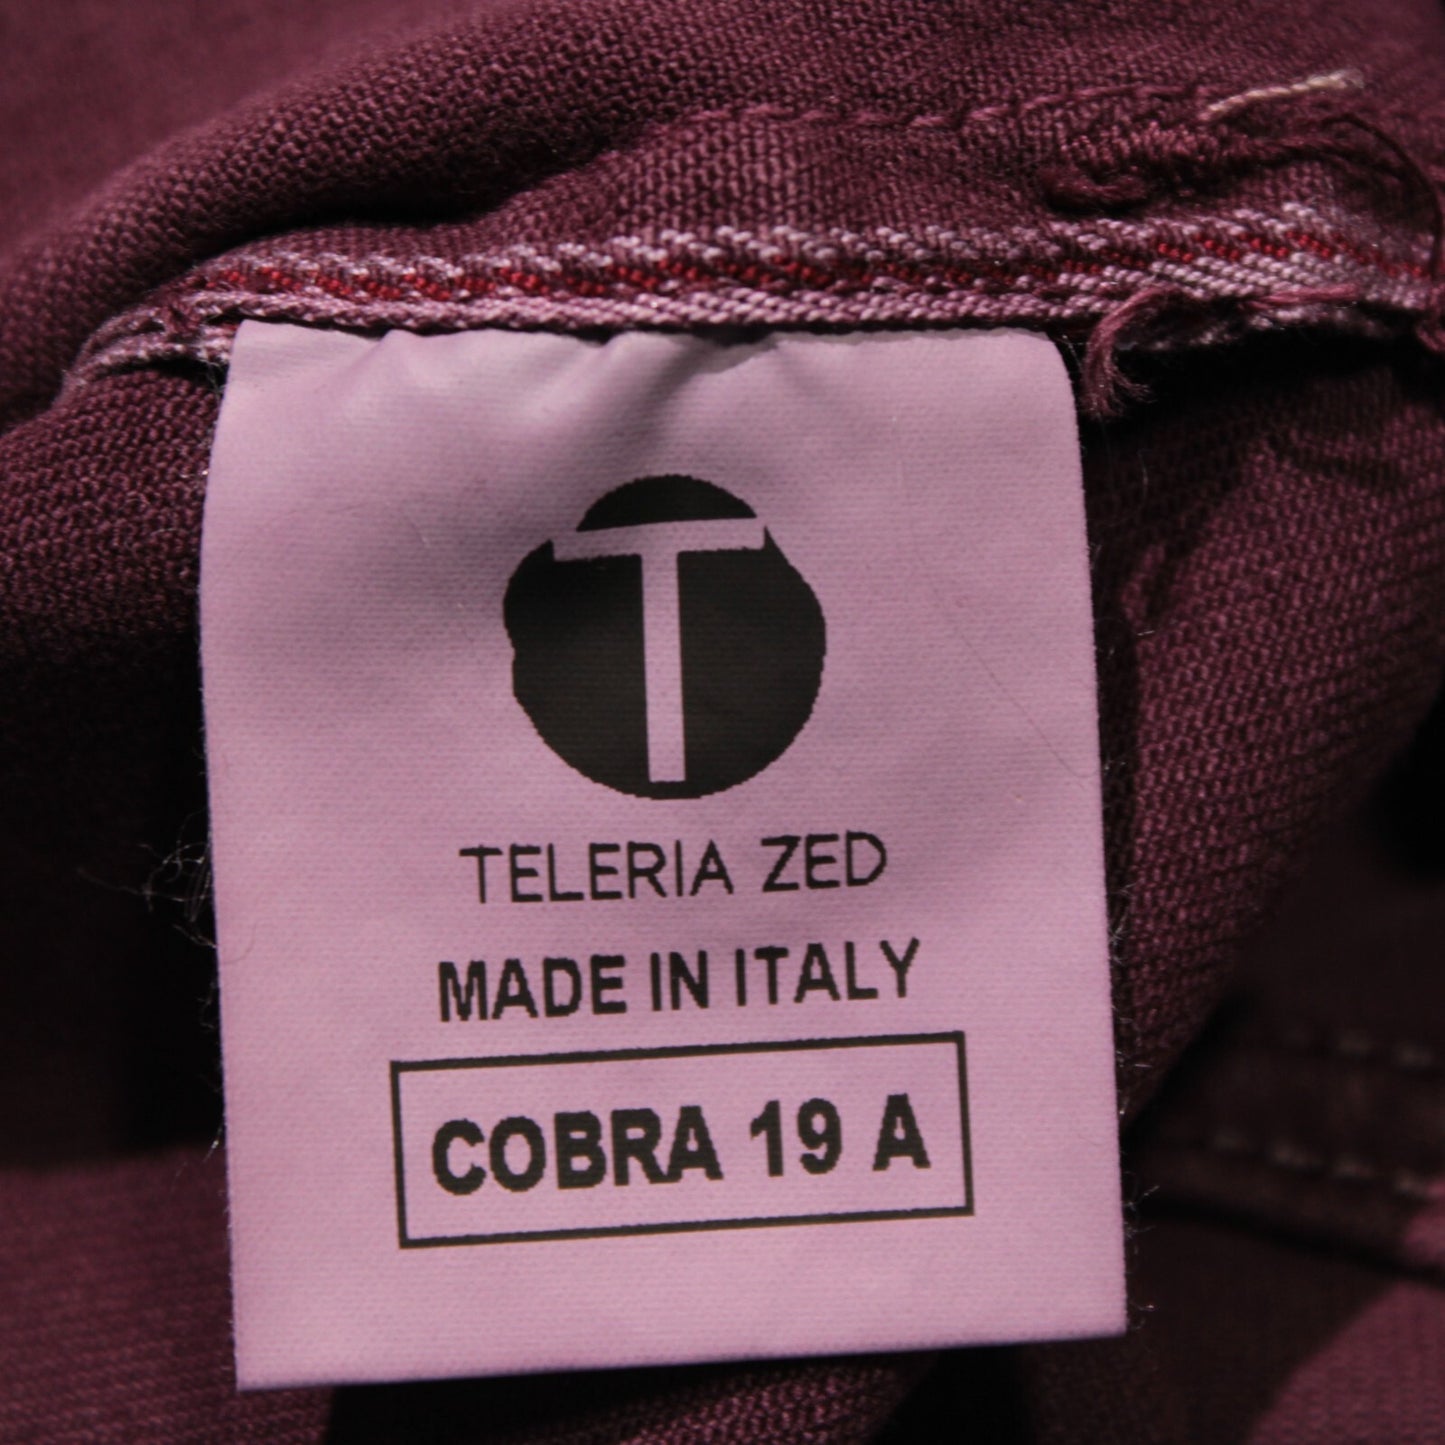 T
TELERIA ZED
MADE IN ITALY
COBRA 19 A